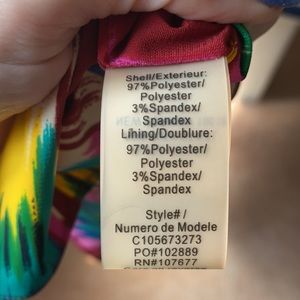 Shell/Exterieur:
97%Polyester/
Polyester
3%Spandex/
Spandex
Lining/Doublure:
97%Polyester/
Polyester
3%Spandex/
Spandex
Style# /
Numero de Modele
C105673273
PO#102889
RN#107677